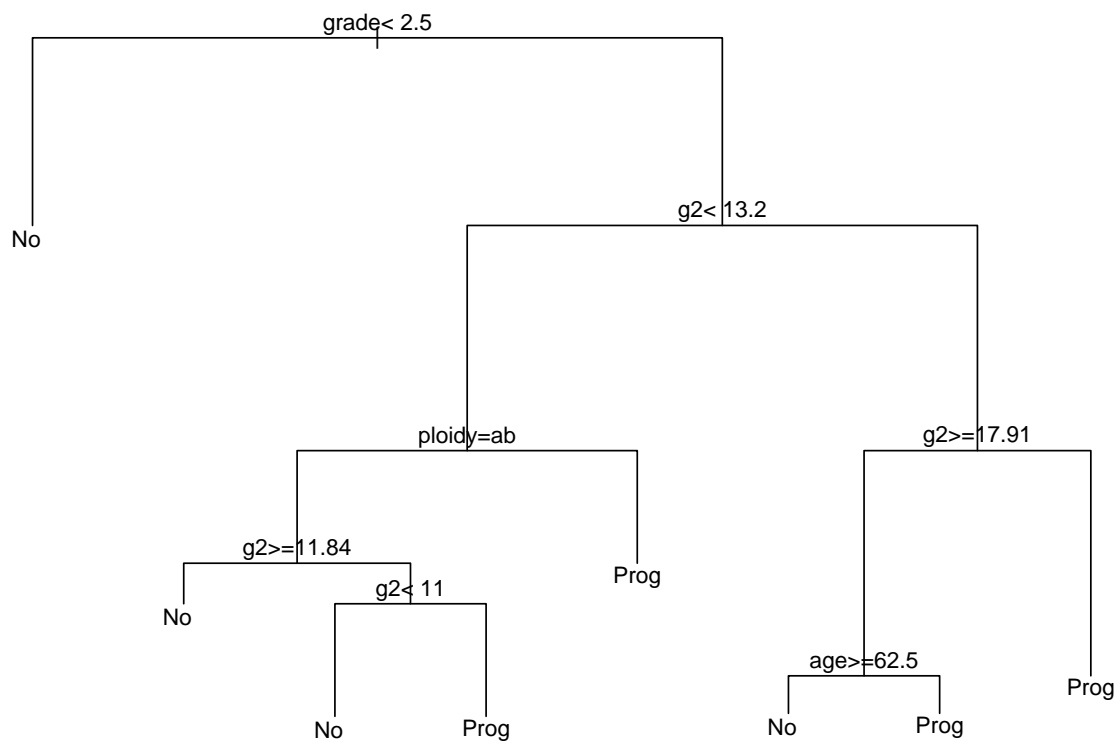 grade< 2.5
No
g2< 13.2
ploidy=ab
g2>=17.91
g2>=11.84
Prog
g2< 11
No
age>=62.5
Prog
No
Prog
No
Prog